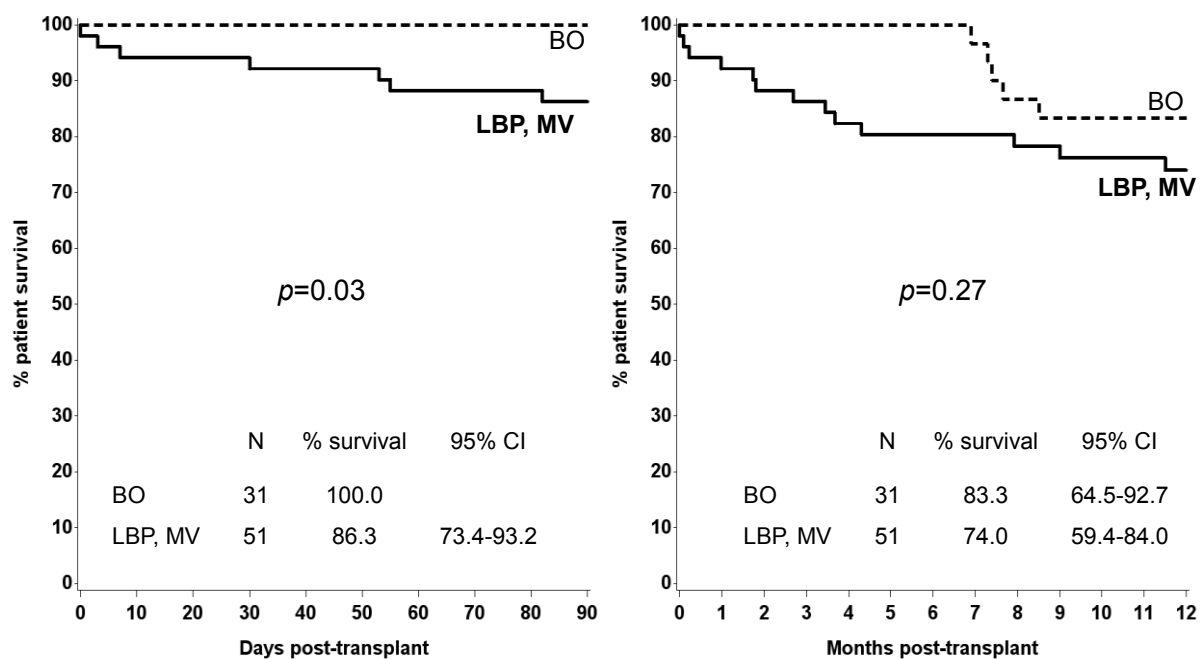 % patient survival
100
90
80
70
60
50
40
30
20
10
0
BO
LBP, MV
p=0.03
N % survival 95% CI
BO 31 100.0
LBP, MV 51 86.3 73.4-93.2
0 10 20 30 40 50 60 70 80 90
Days post-transplant
% patient survival
100
90
80
70
60
50
40
30
20
10
0
BO
LBP, MV
p=0.27
N % survival 95% CI
BO 31 83.3 64.5-92.7
LBP, MV 51 74.0 59.4-84.0
0 1 2 3 4 5 6 7 8 9 10 11 12
Months post-transplant